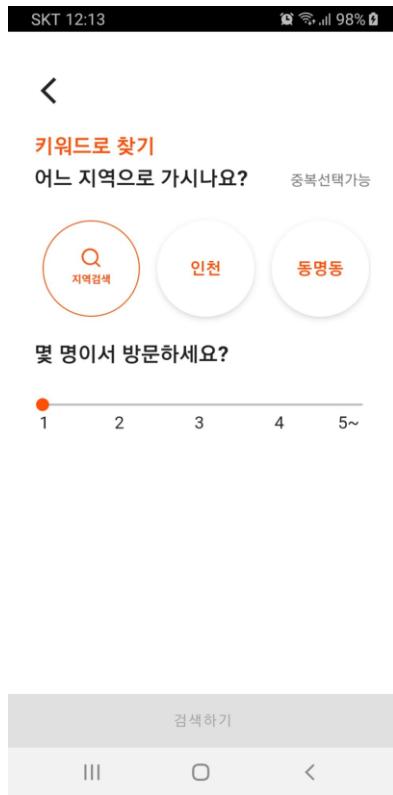 SKT 12:13 98%
키워드로 찾기
어느 지역으로 가시나요? 중복선택가능
지역검색 인천 동명동
몇 명이서 방문하세요?
1 2 3 4 5~
검색하기